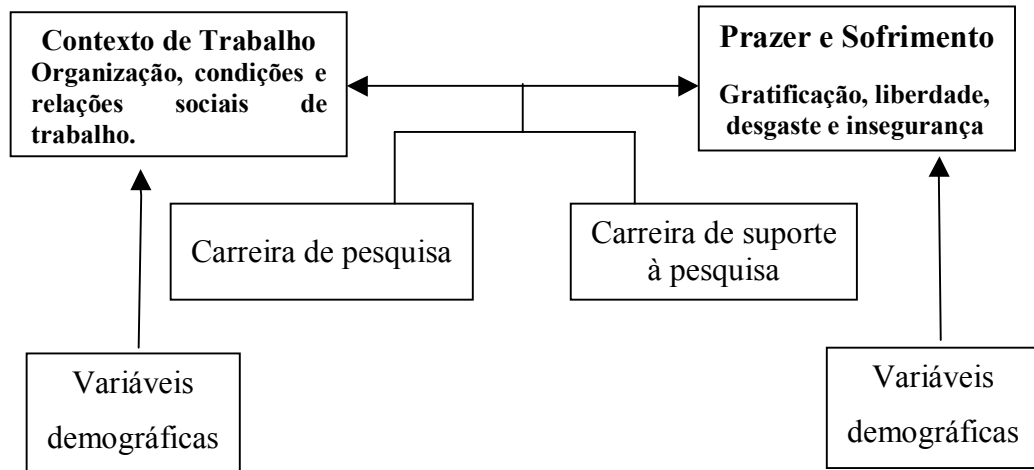 Contexto de Trabalho
Organização, condições e
relações sociais de
trabalho.
Prazer e Sofrimento
Gratificação, liberdade,
desgaste e insegurança
Carreira de pesquisa
Carreira de suporte
à pesquisa
Variáveis
demográficas
Variáveis
demográficas